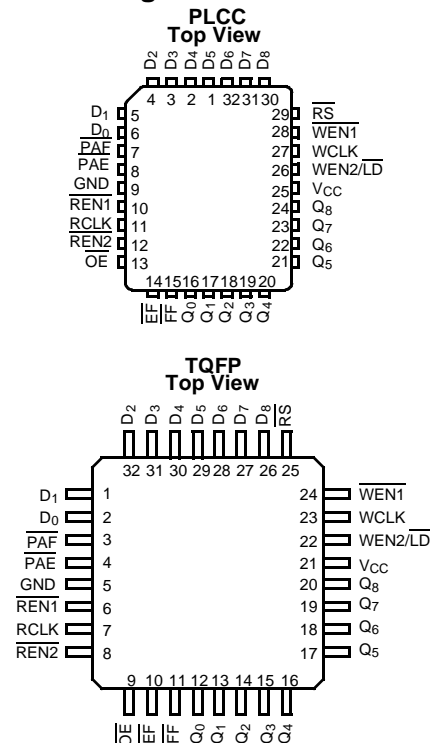 PLCC
Top View
D2 D3 D4 D5 D6 D7 D8
4 3 2 1 32 31 30
D1 5 29 RS
D0 6 28 WEN1
PAF 7 27 WCLK
PAE 8 26 WEN2/LD
GND 9 25 VCC
REN1 10 24 Q8
RCLK 11 23 Q7
REN2 12 22 Q6
OE 13 21 Q5
14 15 16 17 18 19 20
EF FF Q0 Q1 Q2 Q3 Q4
TQFP
Top View
D2 D3 D4 D5 D6 D7 D8 RS
32 31 30 29 28 27 26 25
D1 1 24 WEN1
D0 2 23 WCLK
PAF 3 22 WEN2/LD
PAE 4 21 VCC
GND 5 20 Q8
REN1 6 19 Q7
RCLK 7 18 Q6
REN2 8 17 Q5
9 10 11 12 13 14 15 16
OE EF FF Q0 Q1 Q2 Q3 Q4